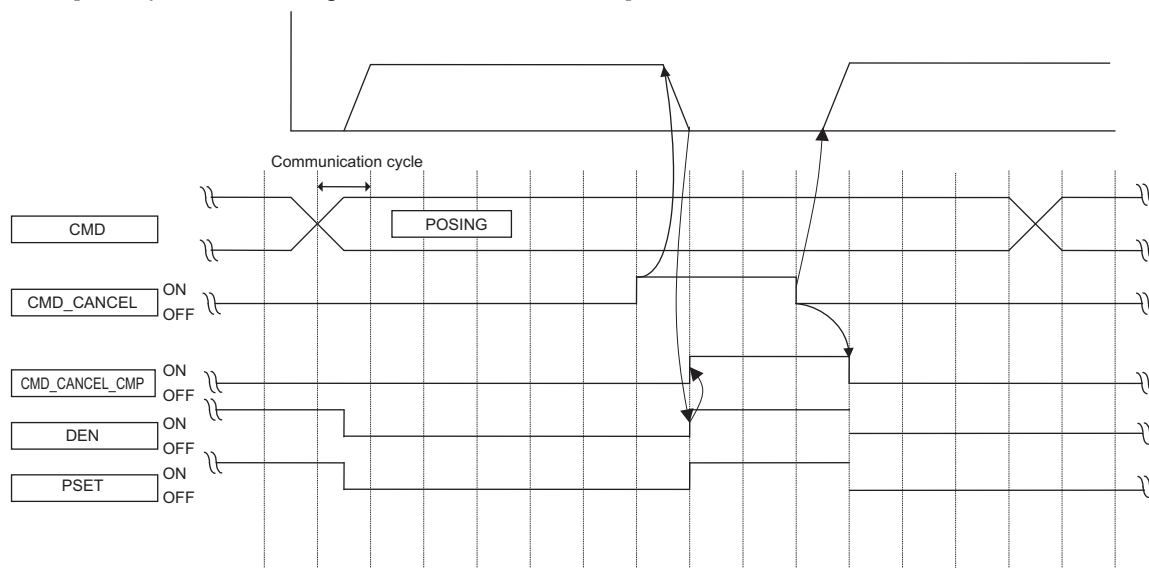 Communication cycle
CMD
POSING
CMD_CANCEL
ON
OFF
CMD_CANCEL_CMP
ON
OFF
DEN
ON
OFF
PSET
ON
OFF